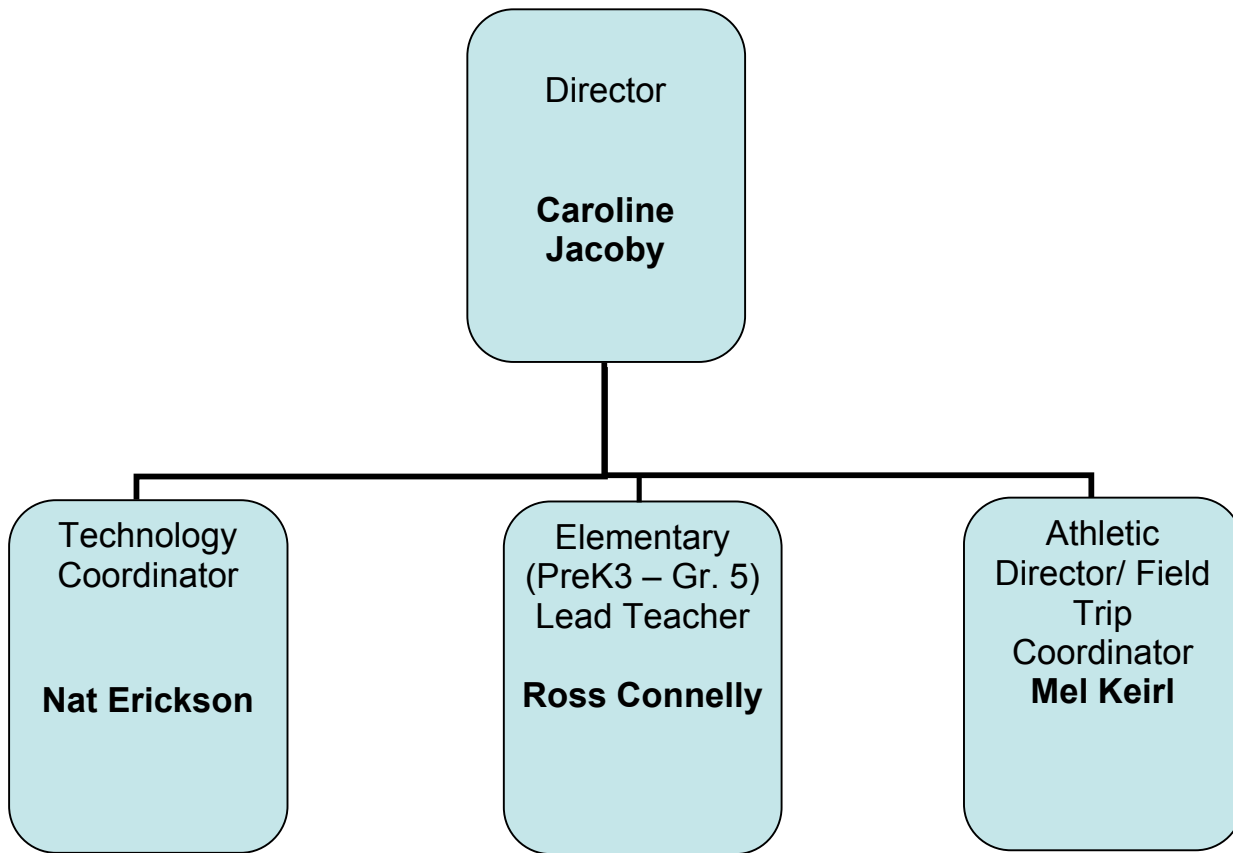 Director
Caroline
Jacoby
Technology
Coordinator
Nat Erickson
Elementary
(PreK3 – Gr. 5)
Lead Teacher
Ross Connelly
Athletic
Director/ Field
Trip
Coordinator
Mel Keirl